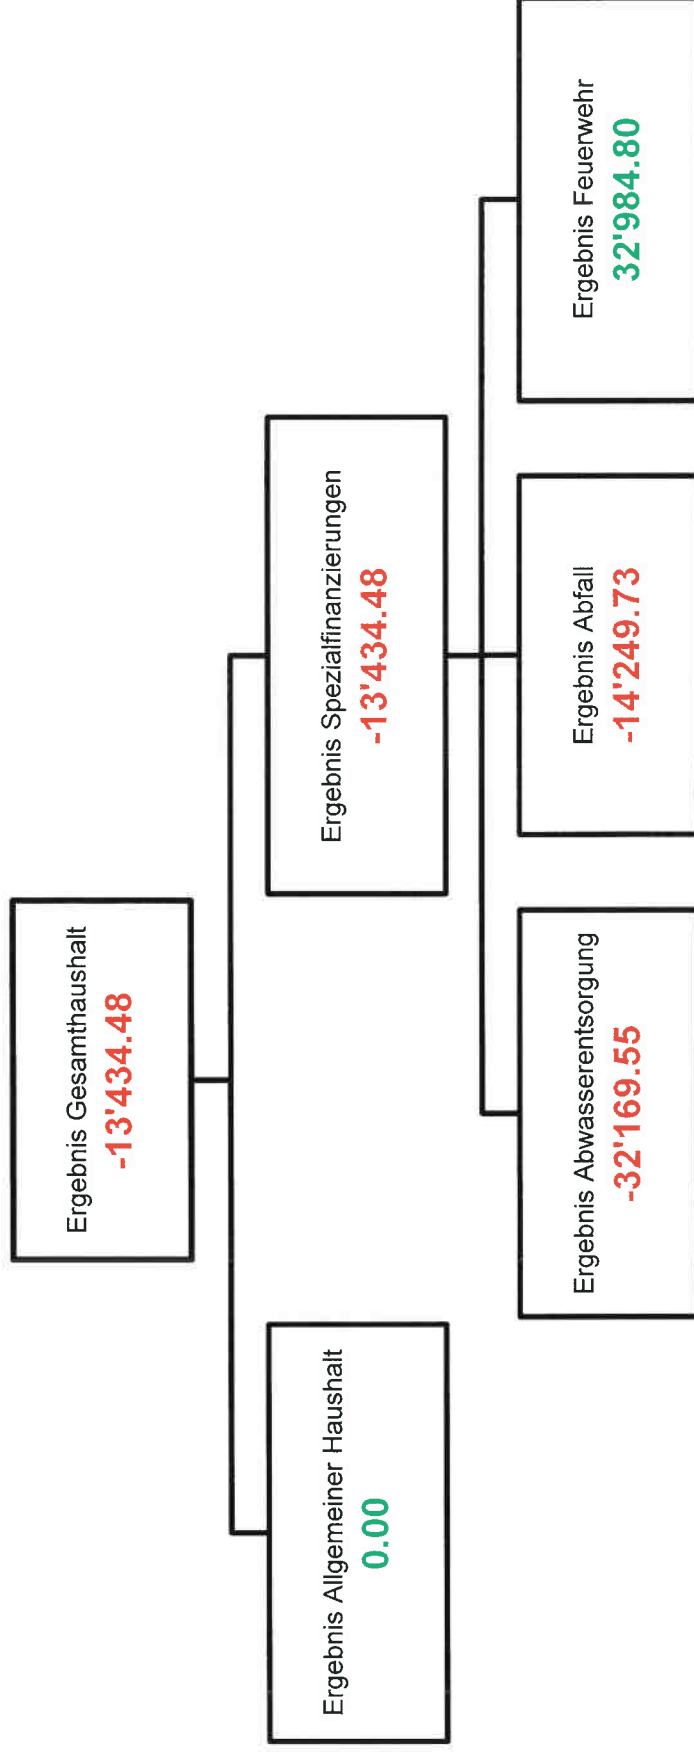 Ergebnis Gesamthaushalt
-13'434.48
Ergebnis Allgemeiner Haushalt
0.00
Ergebnis Spezialfinanzierungen
-13'434.48
Ergebnis Abwasserentsorgung
-32'169.55
Ergebnis Abfall
-14'249.73
Ergebnis Feuerwehr
32'984.80